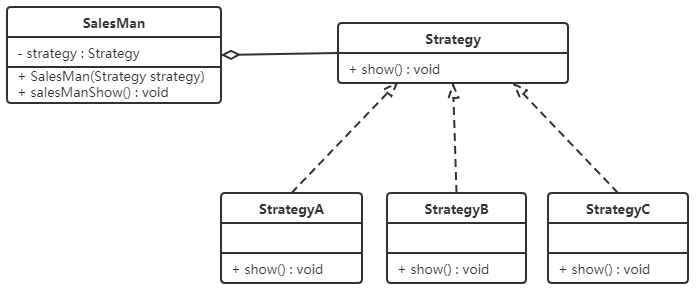 SalesMan
- strategy : Strategy
+ SalesMan(Strategy strategy)
+ salesManShow() : void
Strategy
+ show() : void
StrategyA
+ show() : void
StrategyB
+ show() : void
StrategyC
+ show() : void